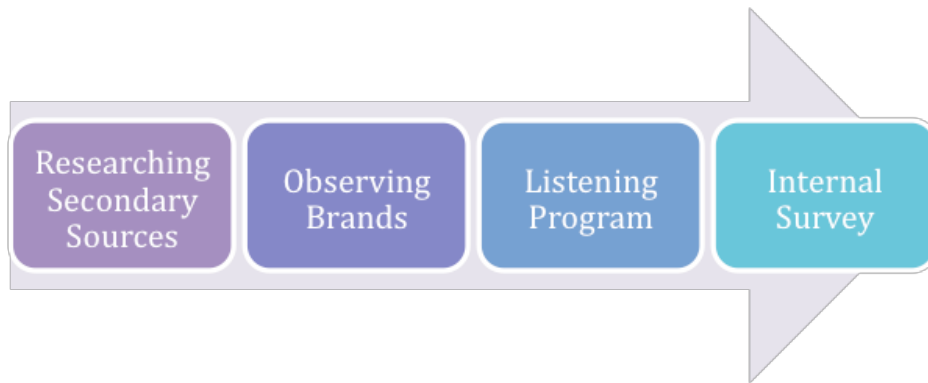 Researching
Secondary
Sources
Observing
Brands
Listening
Program
Internal
Survey